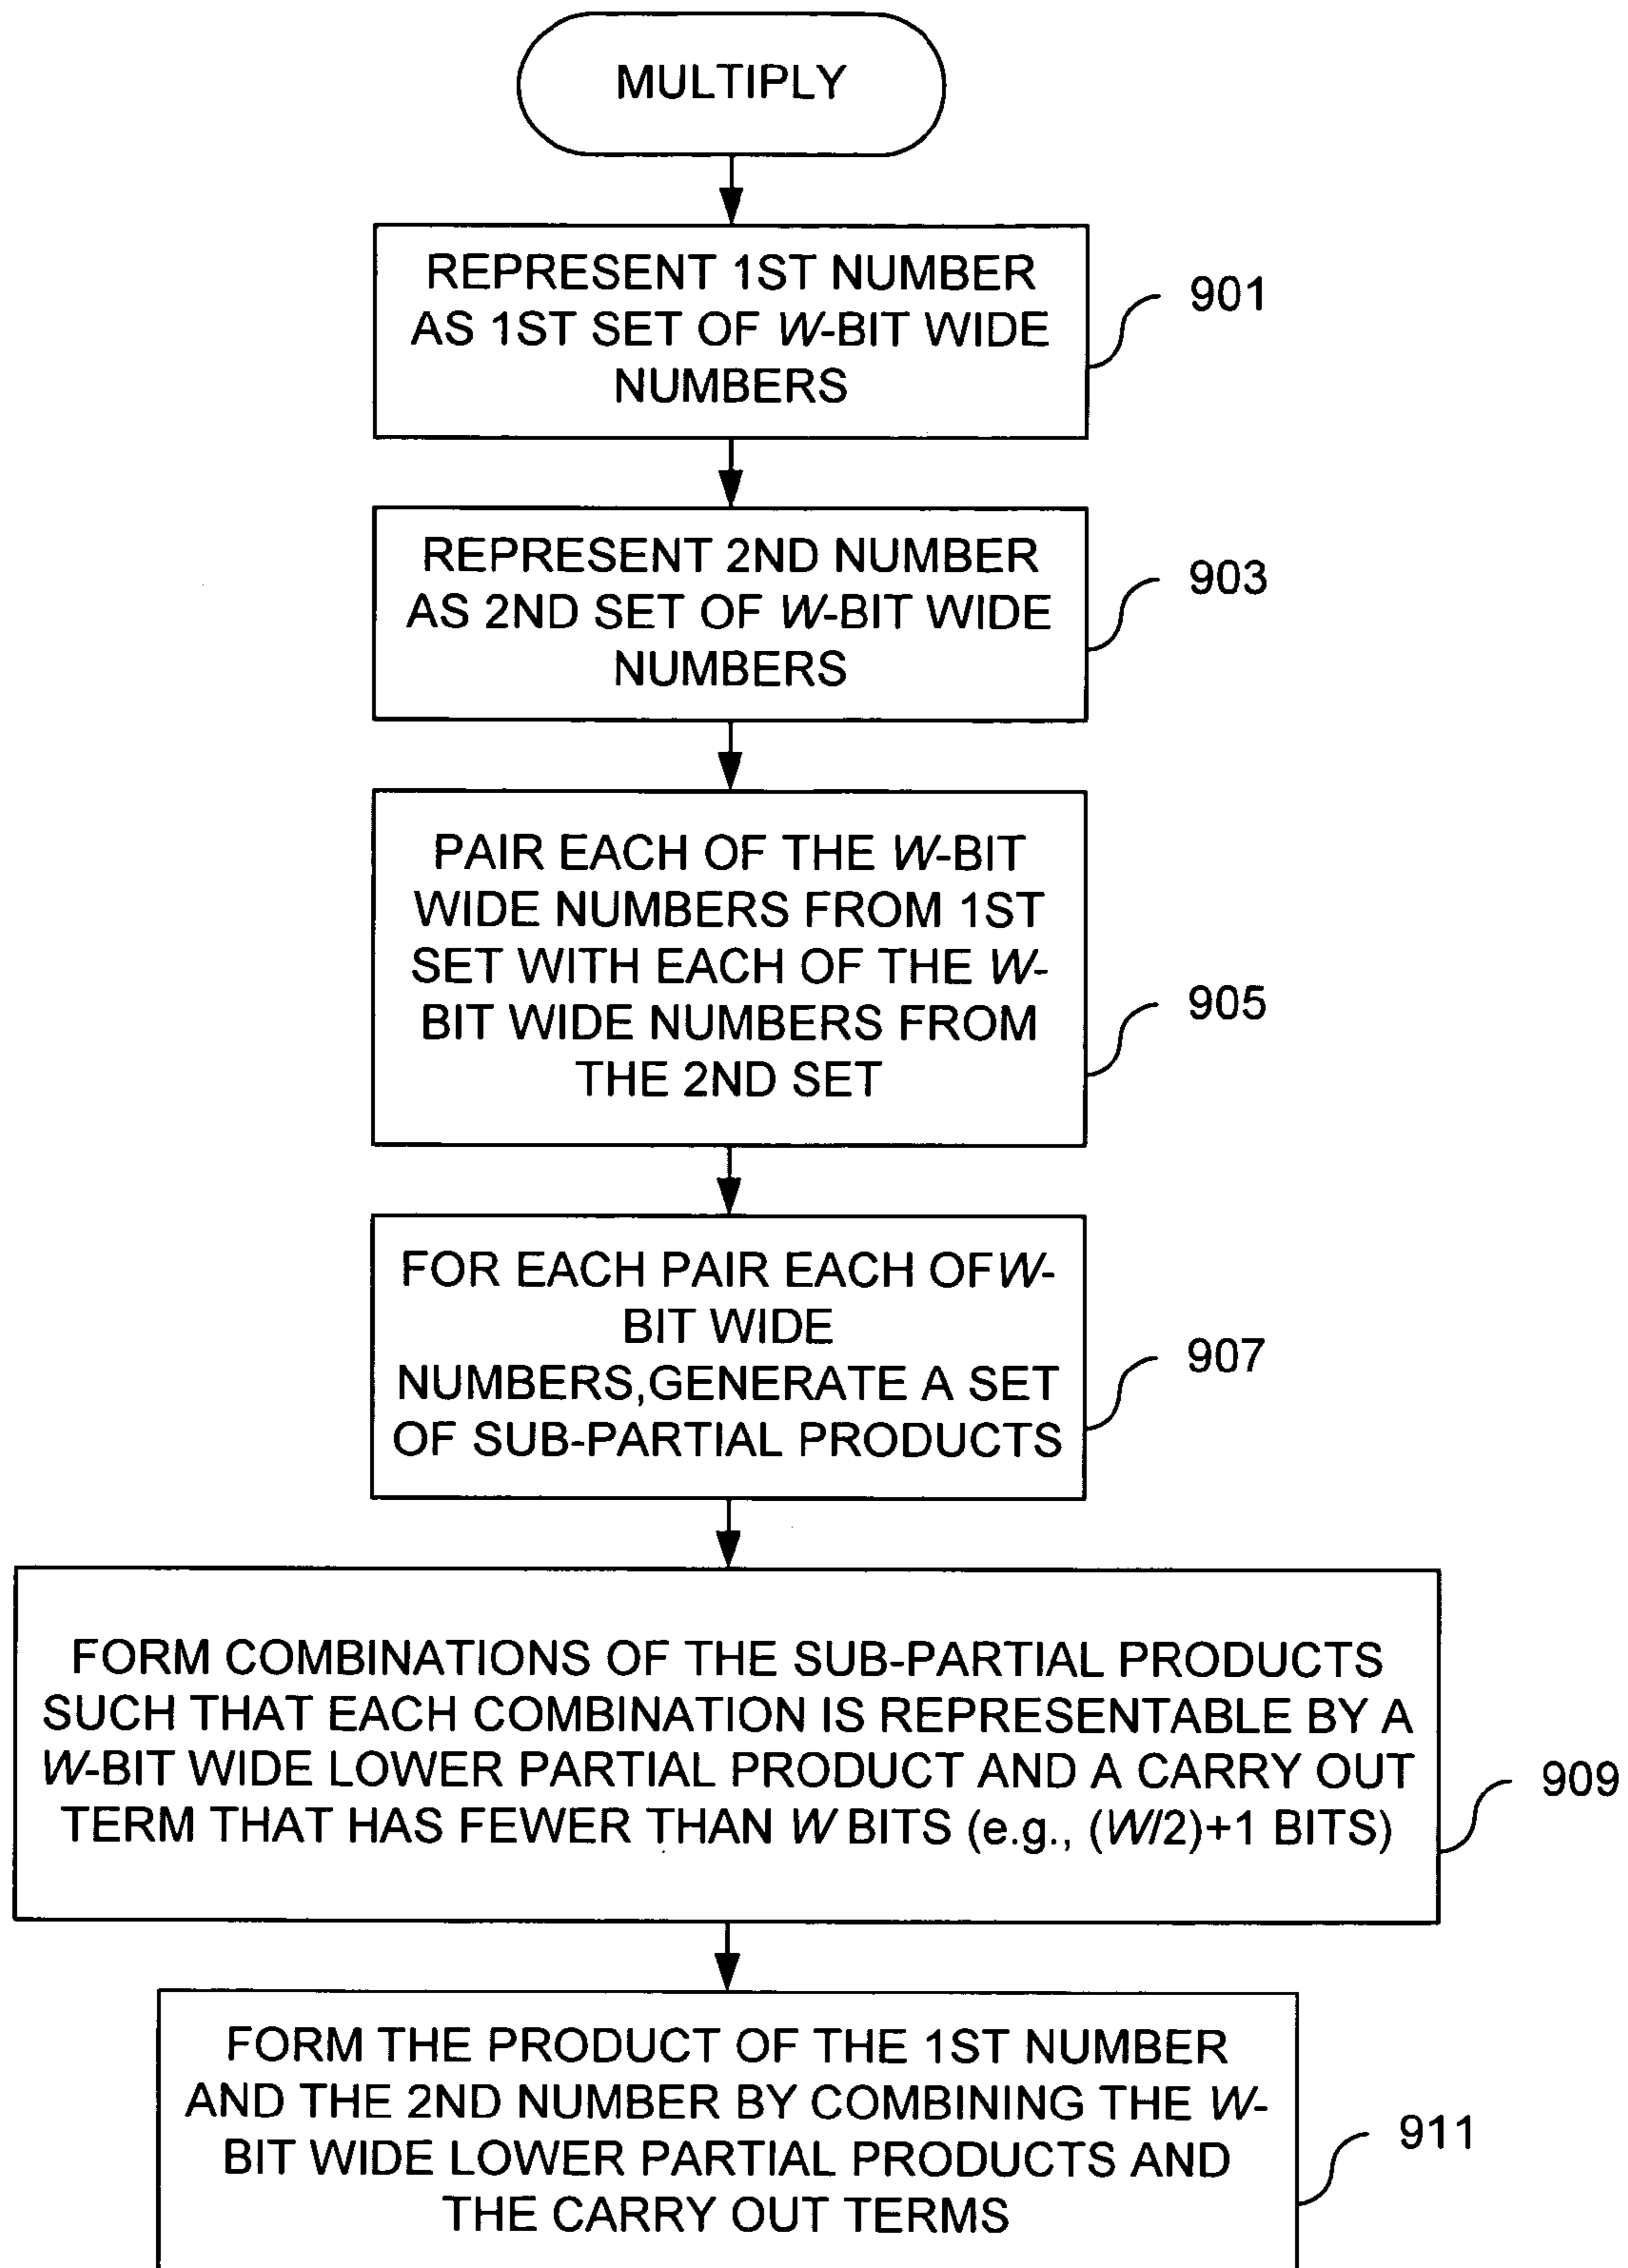 MULTIPLY
REPRESENT 1ST NUMBER
AS 1ST SET OF W-BIT WIDE
NUMBERS
901
REPRESENT 2ND NUMBER
AS 2ND SET OF W-BIT WIDE
NUMBERS
903
PAIR EACH OF THE W-BIT
WIDE NUMBERS FROM 1ST
SET WITH EACH OF THE W-
BIT WIDE NUMBERS FROM
THE 2ND SET
905
FOR EACH PAIR EACH OF W-
BIT WIDE
NUMBERS,GENERATE A SET
OF SUB-PARTIAL PRODUCTS
907
FORM COMBINATIONS OF THE SUB-PARTIAL PRODUCTS
SUCH THAT EACH COMBINATION IS REPRESENTABLE BY A
W-BIT WIDE LOWER PARTIAL PRODUCT AND A CARRY OUT
TERM THAT HAS FEWER THAN W BITS (e.g., (W/2)+1 BITS)
909
FORM THE PRODUCT OF THE 1ST NUMBER
AND THE 2ND NUMBER BY COMBINING THE W-
BIT WIDE LOWER PARTIAL PRODUCTS AND
THE CARRY OUT TERMS
911